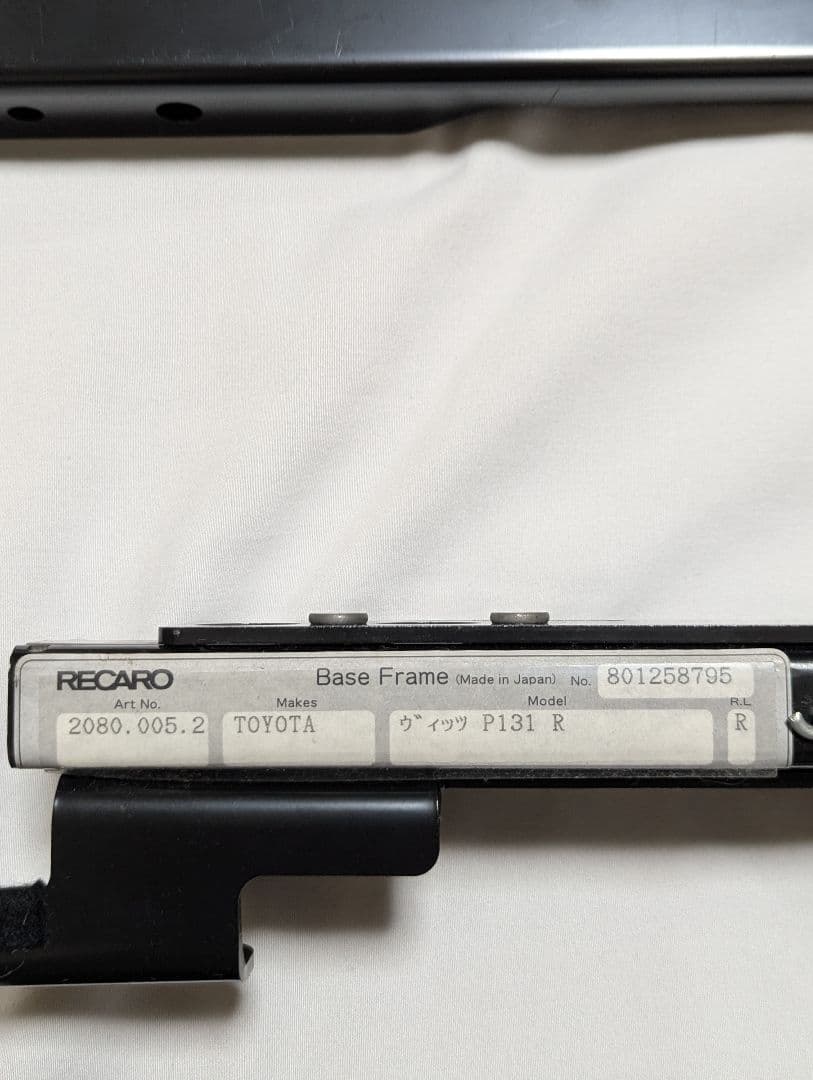 RECARO Base Frame (Made in Japan) No. 801258795
Art No. Makes Model R.L
2080.005.2 TOYOTA ヴィッツ P131 R R